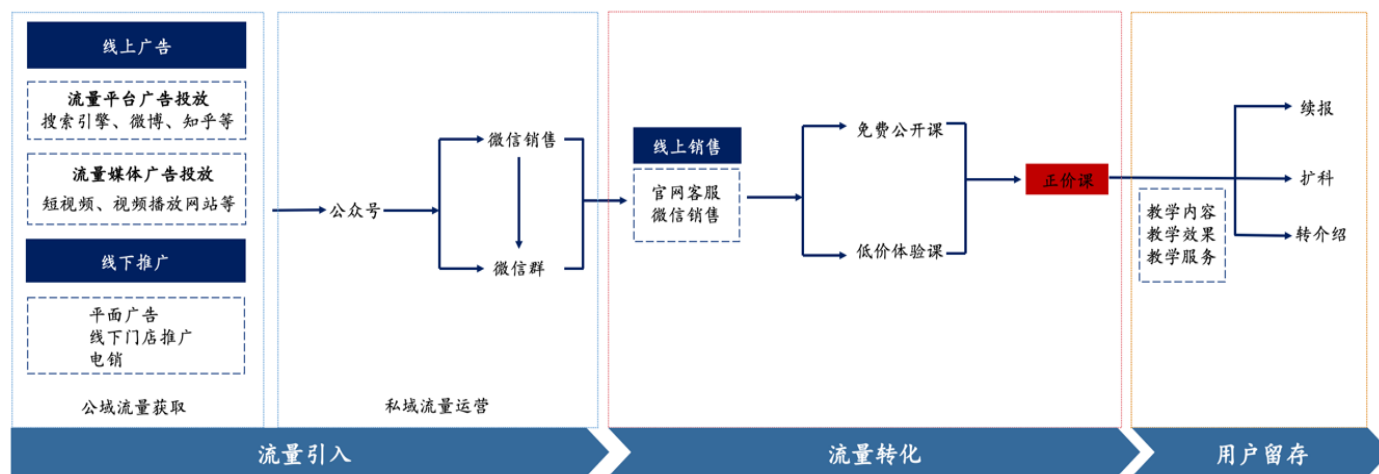 线上广告
流量平台广告投放
搜索引擎、微博、知乎等
流量媒体广告投放
短视频、视频播放网站等
线下推广
平面广告
线下门店推广
电销
公域流量获取
公众号
微信销售
微信群
私域流量运营
线上销售
官网客服
微信销售
免费公开课
低价体验课
正价课
教学内容
教学效果
教学服务
续报
扩科
转介绍
流量引入
流量转化
用户留存